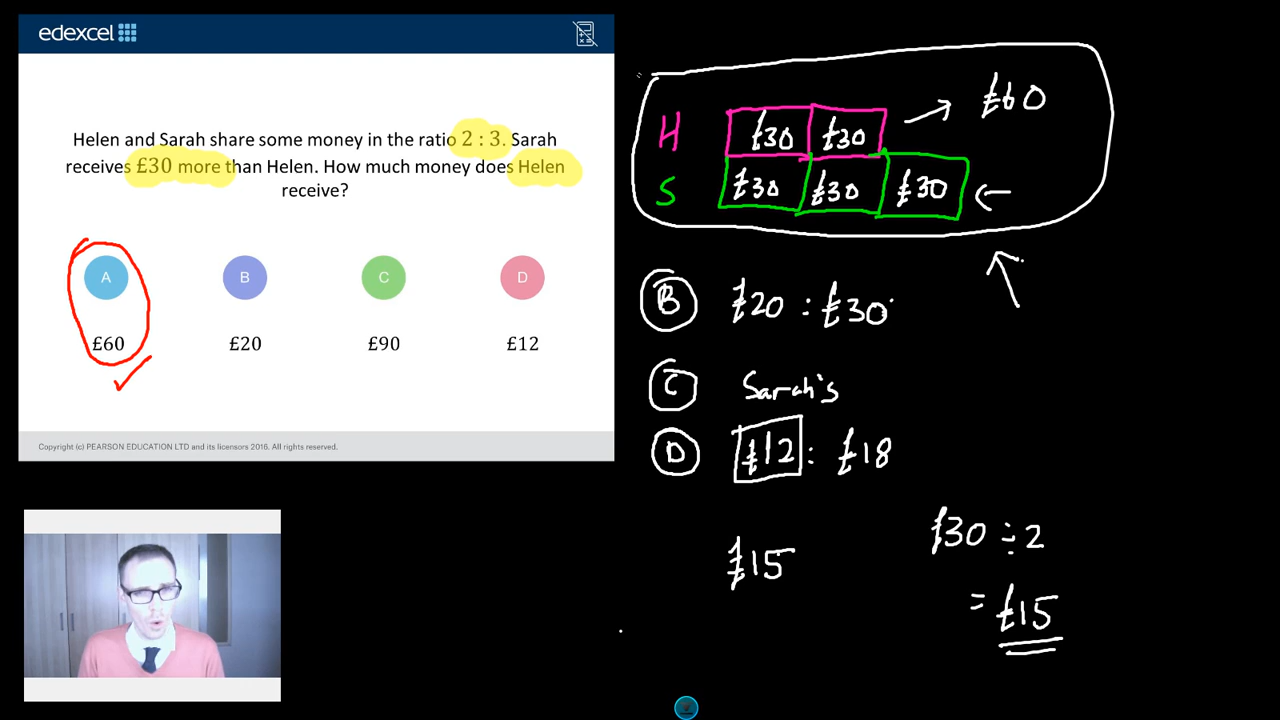 edexcel
Helen and Sarah share some money in the ratio 2 : 3. Sarah
receives £30 more than Helen. How much money does Helen
receive?
A
B
C
D
£60
£20
£90
£12
Copyright (c) PEARSON EDUCATION LTD and its licensors 2016. All rights reserved.
H £30 £30 → £60
S £30 £30 £30 ←
B £20 : £30
C Sarah's
D £12 : £18
£15
£30 ÷ 2
= £15